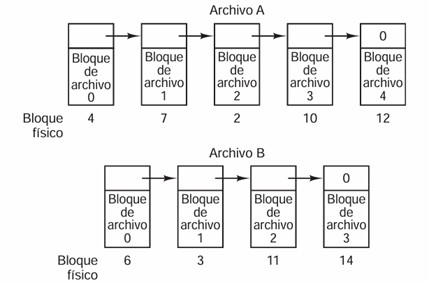 Archivo A
0
Bloque de archivo 0
Bloque de archivo 1
Bloque de archivo 2
Bloque de archivo 3
Bloque de archivo 4
Bloque físico
4 7 2 10 12
Archivo B
0
Bloque de archivo 0
Bloque de archivo 1
Bloque de archivo 2
Bloque de archivo 3
Bloque físico
6 3 11 14